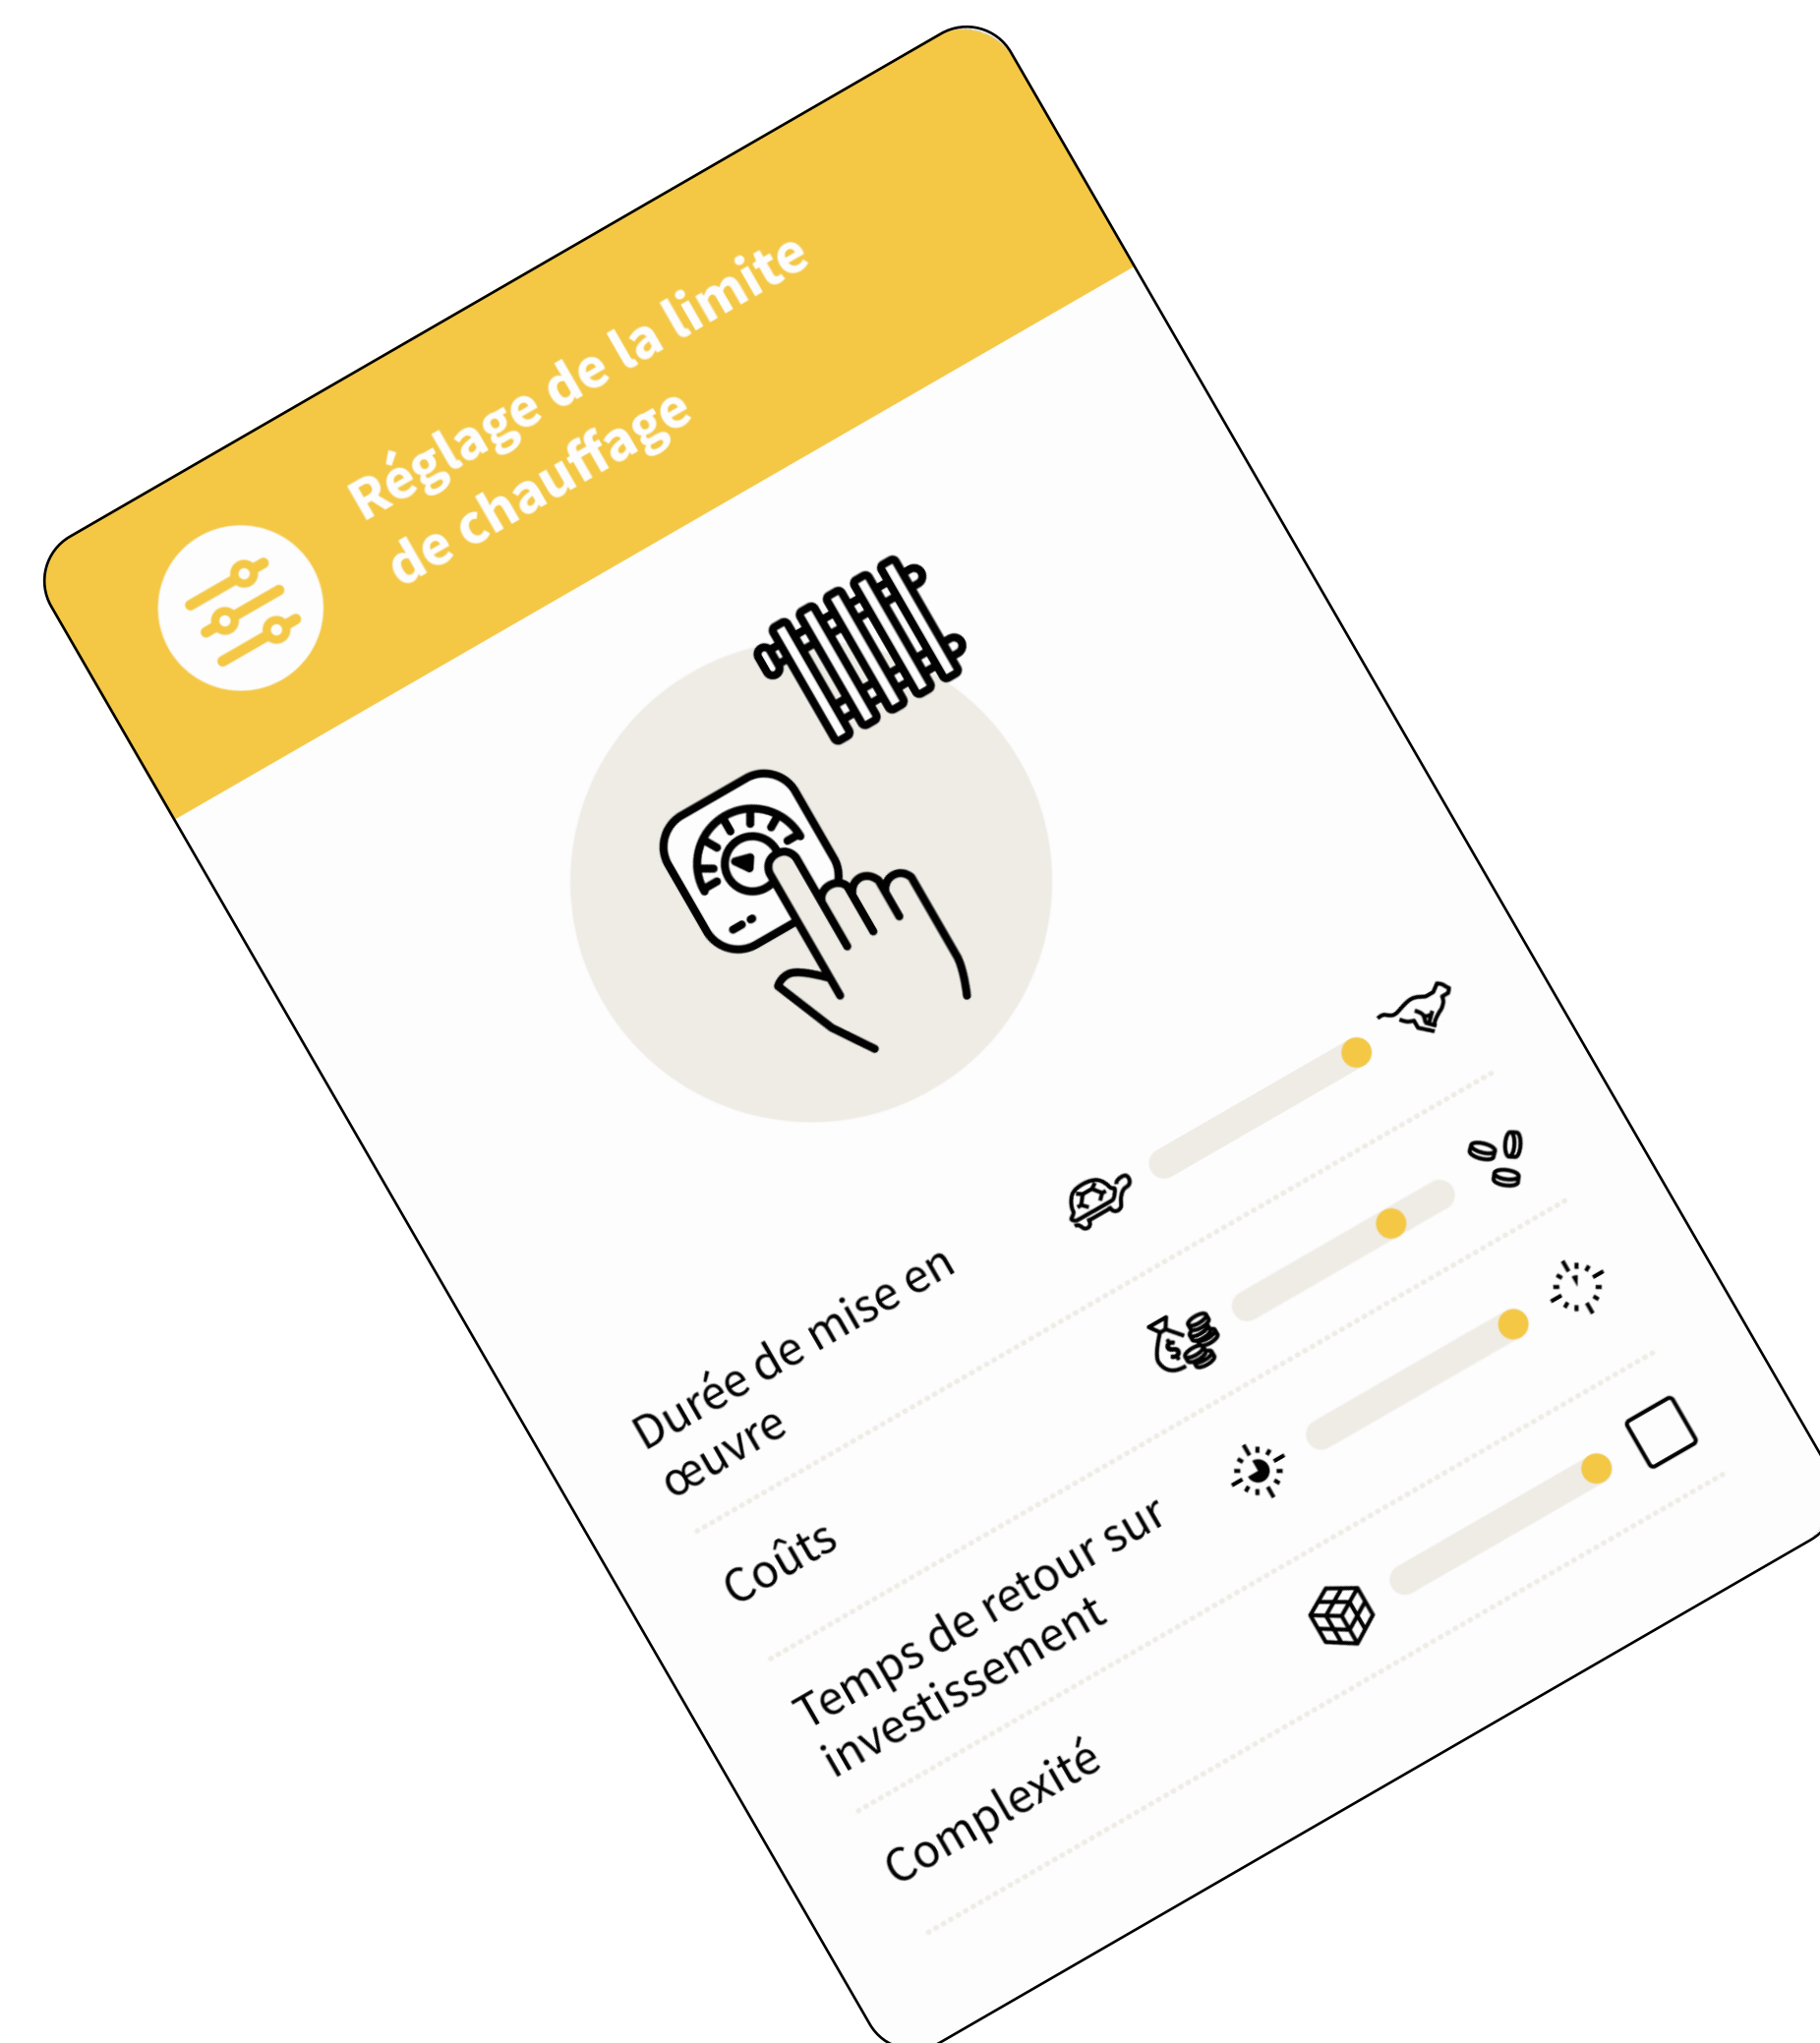 Réglage de la limite
de chauffage
Durée de mise en
œuvre
Coûts
Temps de retour sur
investissement
Complexité